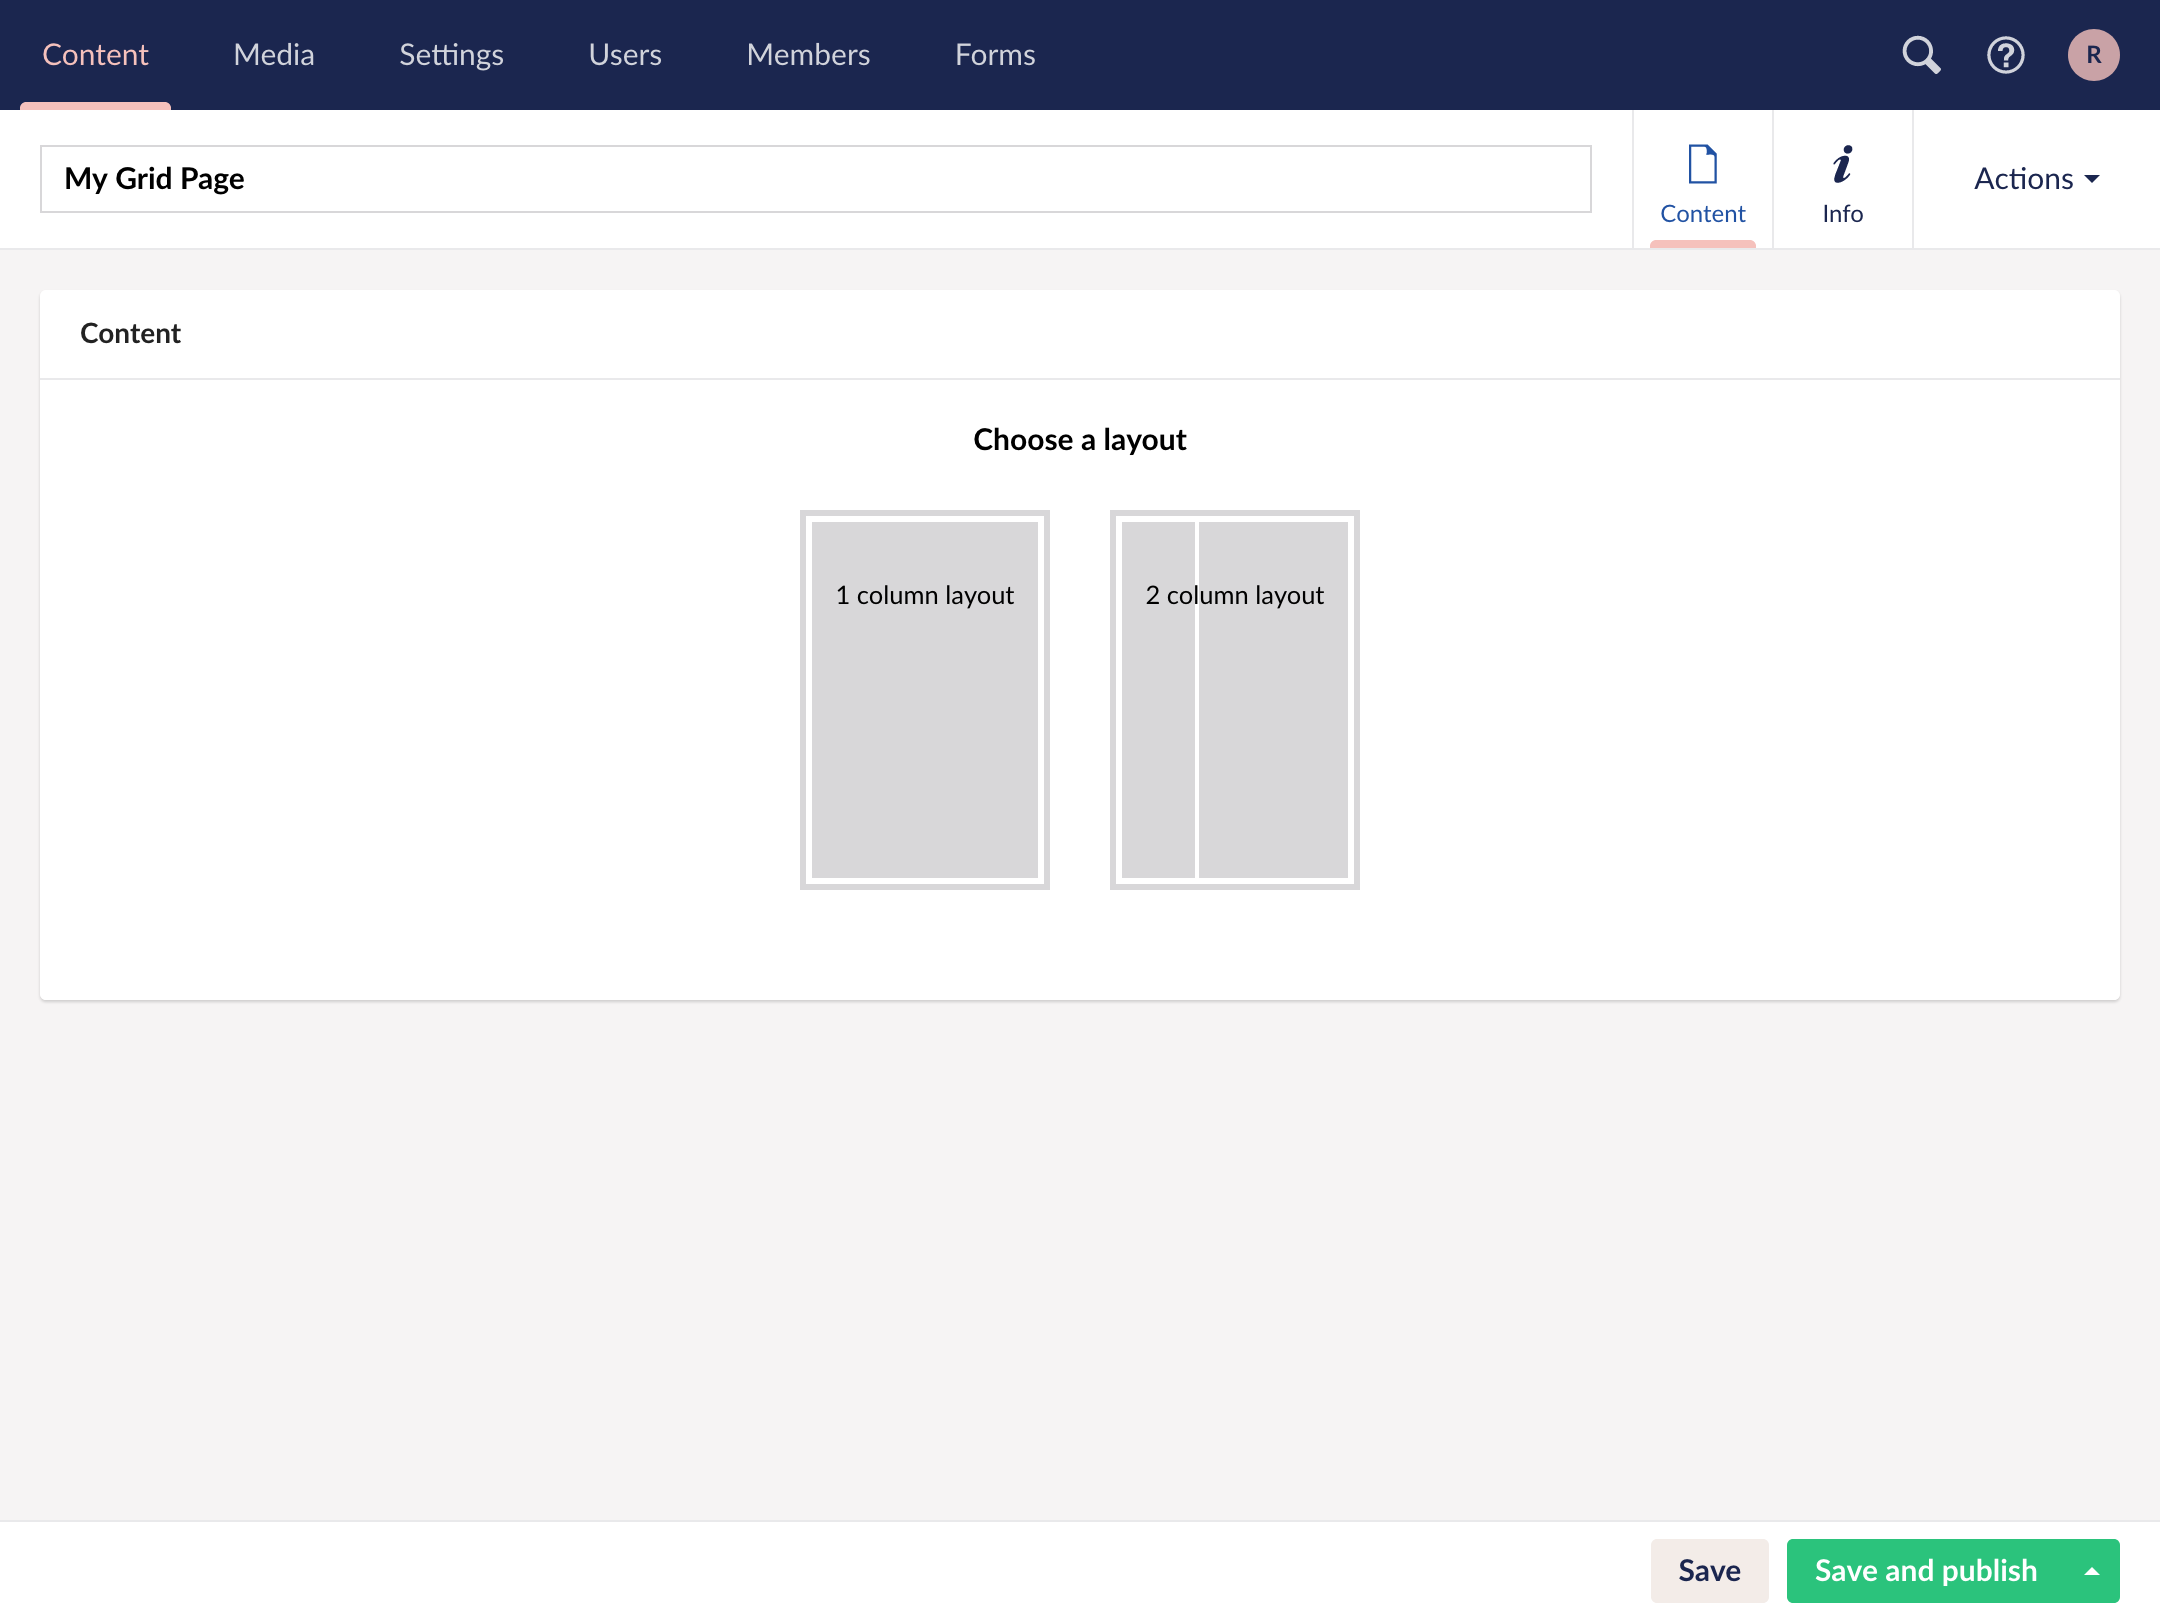 Content Media Settings Users Members Forms R
My Grid Page
Content Info Actions
Content
Choose a layout
1 column layout 2 column layout
Save Save and publish